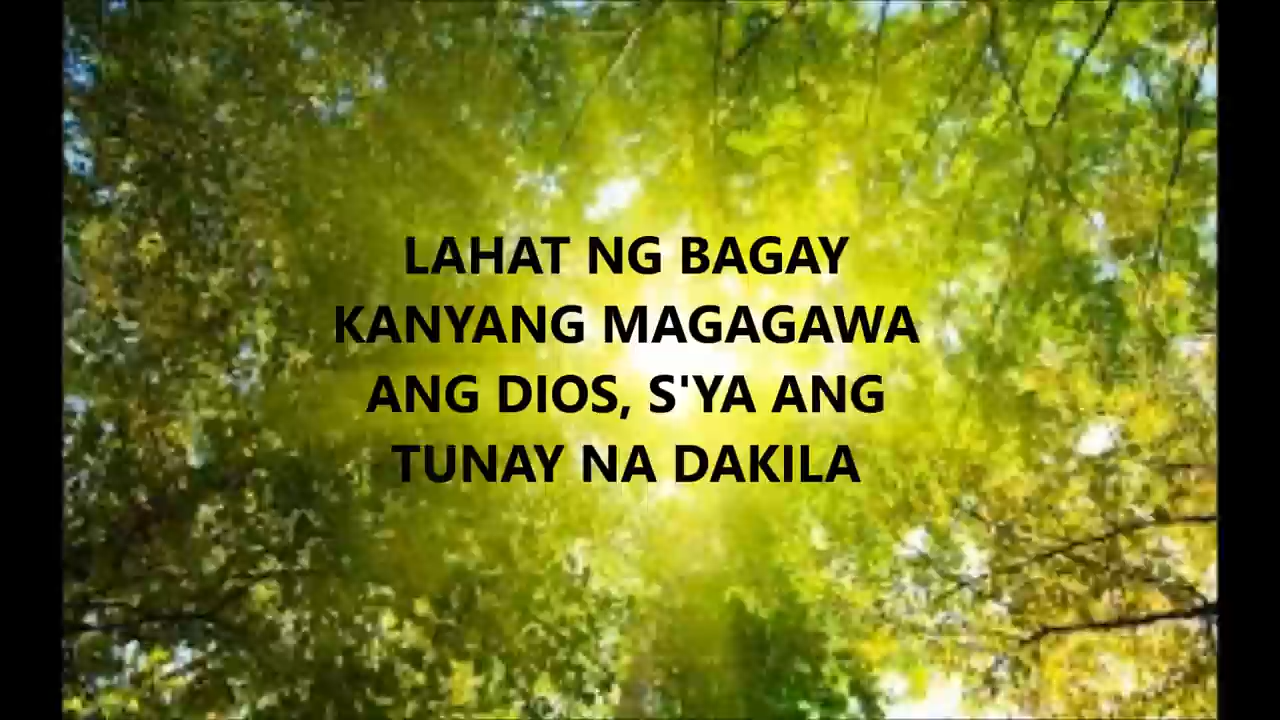 LAHAT NG BAGAY
KANYANG MAGAGAWA
ANG DIOS, S'YA ANG
TUNAY NA DAKILA